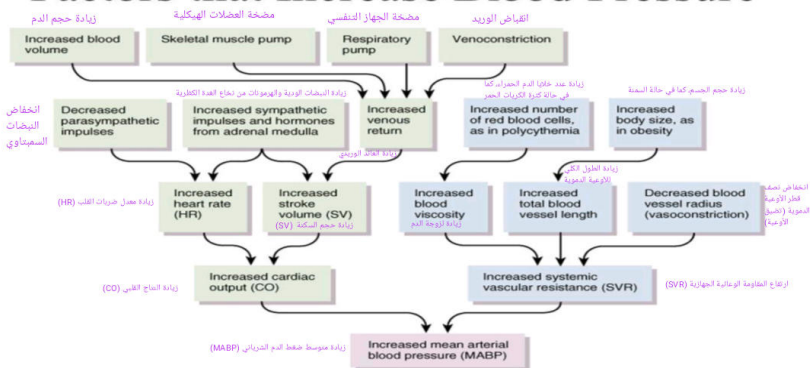 Factors that Increase Blood Pressure
زيادة حجم الدم
مضخة العضلات الهيكلية
مضخة الجهاز التنفسي
انقباض الوريد
Increased blood
volume
Skeletal muscle pump
Respiratory
pump
Venoconstriction
انخفاض
النبضات
السمبتاوي
Decreased
parasympathetic
impulses
زيادة النبضات الودية والهرمونات من نخاع الغدة الكظرية
Increased sympathetic
impulses and hormones
from adrenal medulla
Increased
venous
return
زيادة العائد الوريدي
زيادة عدد خلايا الدم الحمراء، كما
في حالة كثرة الكريات الحمر
Increased number
of red blood cells,
as in polycythemia
زيادة حجم الجسم، كما في حالة السمنة
Increased
body size, as
in obesity
زيادة معدل ضربات القلب (HR)
Increased
heart rate
(HR)
Increased
stroke
volume (SV)
زيادة حجم السكتة (SV)
Increased
blood
viscosity
زيادة لزوجة الدم
زيادة الطول الكلي
للأوعية الدموية
Increased
total blood
vessel length
Decreased blood
vessel radius
(vasoconstriction)
انخفاض نصف
قطر الأوعية
الدموية (تضيق
الأوعية)
زيادة النتاج القلبي (CO)
Increased cardiac
output (CO)
Increased systemic
vascular resistance (SVR)
ارتفاع المقاومة الوعائية الجهازية (SVR)
زيادة متوسط ضغط الدم الشرياني (MABP)
Increased mean arterial
blood pressure (MABP)